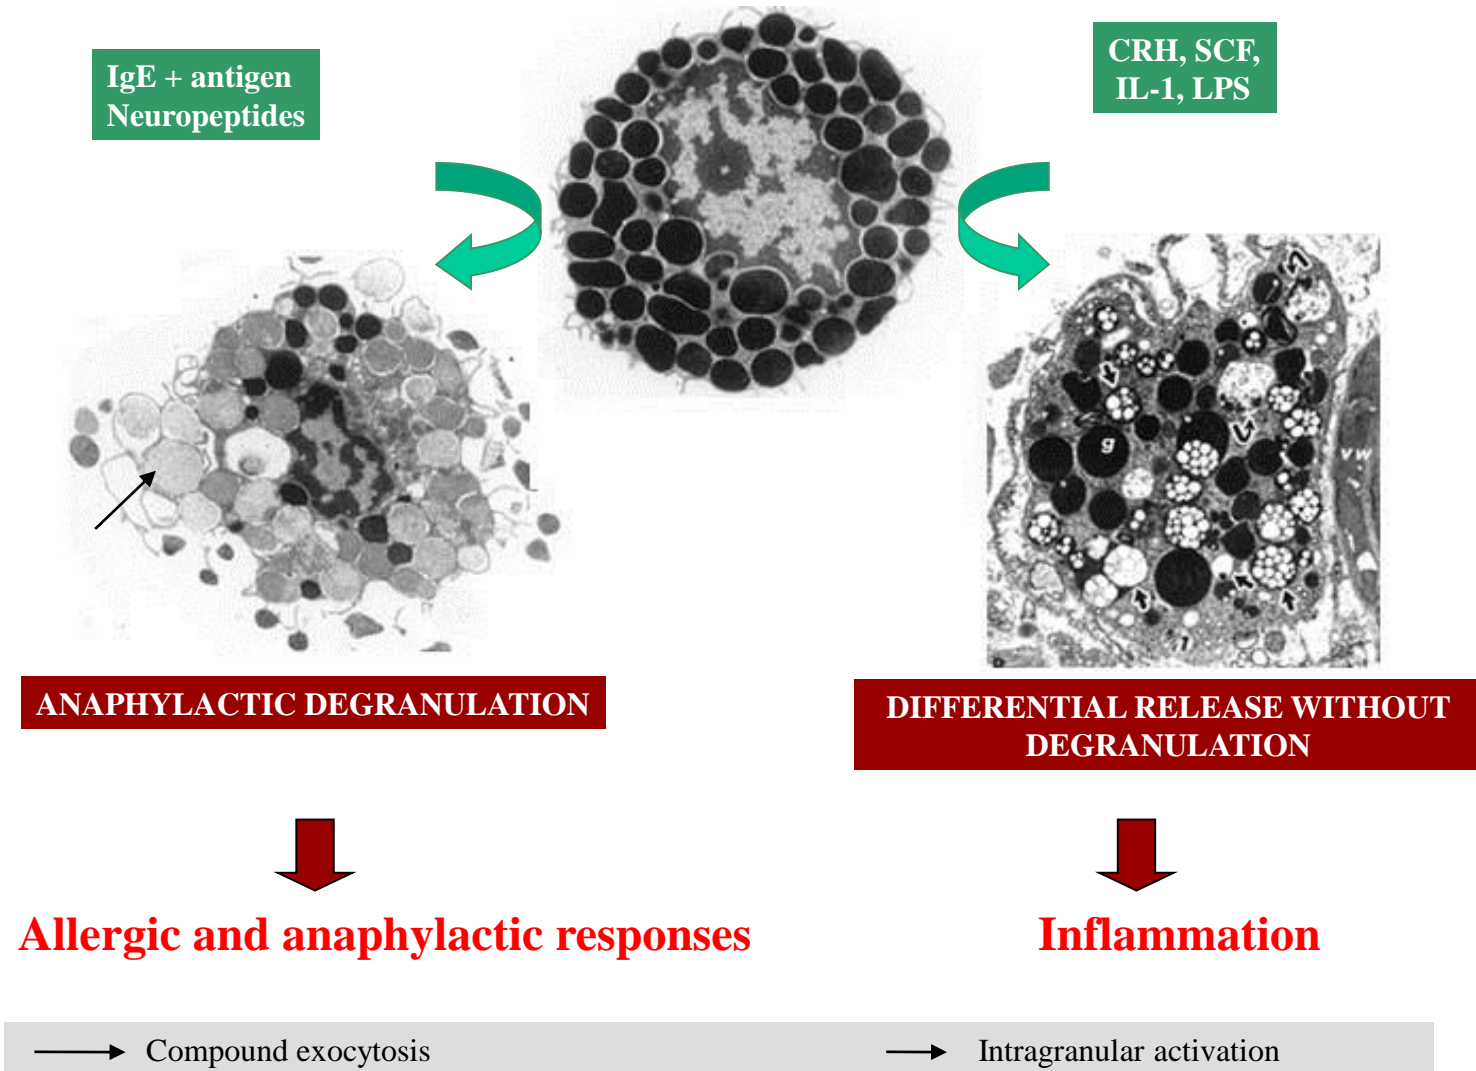 IgE + antigen
Neuropeptides
CRH, SCF,
IL-1, LPS
g
vw
ANAPHYLACTIC DEGRANULATION
DIFFERENTIAL RELEASE WITHOUT
DEGRANULATION
Allergic and anaphylactic responses
Inflammation
Compound exocytosis
Intragranular activation